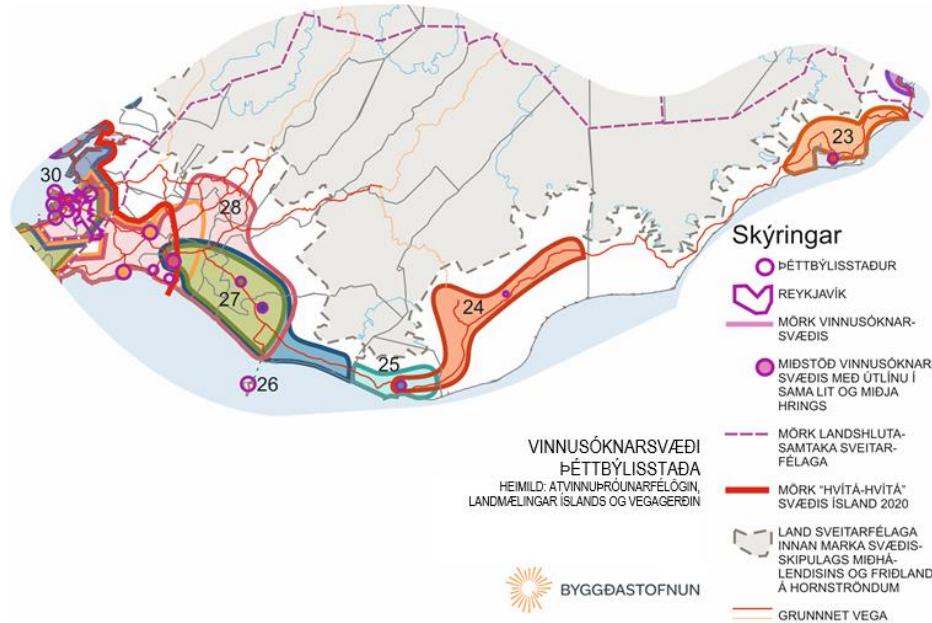 30
28
27
26
25
24
23
Skýringar
ÞÉTTBÝLISSTAÐUR
REYKJAVÍK
MÖRK VINNUSÓKNAR-
SVÆÐIS
MIÐSTÖÐ VINNUSÓKNAR
SVÆÐIS MEÐ ÚTLÍNU Í
SAMA LIT OG MIÐJA
HRINGS
MÖRK LANDSHLUTA-
SAMTAKA SVEITAR-
FÉLAGA
MÖRK "HVÍTÁ-HVÍTÁ"
SVÆÐIS ÍSLAND 2020
LAND SVEITARFÉLAGA
INNAN MARKA SVÆÐIS-
SKIPULAGS MIÐHÁ-
LENDISINS OG FRIÐLAND
Á HORNSTRÖNDUM
GRUNNNET VEGA
VINNUSÓKNARSVÆÐI
ÞÉTTBÝLISSTAÐA
HEIMILD: ATVINNUÞRÓUNARFÉLÖGIN,
LANDMÆLINGAR ÍSLANDS OG VEGAGERÐIN
BYGGÐASTOFNUN